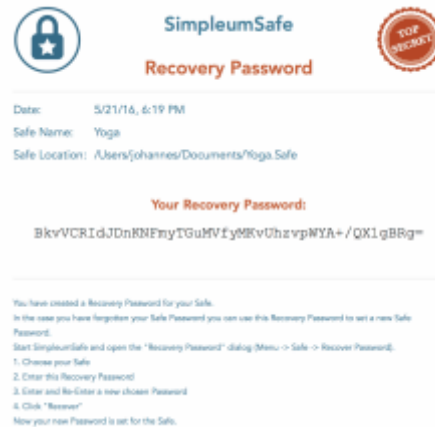 SimpleumSafe
TOP
SECRET
Recovery Password
Date: 5/21/16, 6:19 PM
Safe Name: Yoga
Safe Location: /Users/johannes/Documents/Yoga.Safe
Your Recovery Password:
BkvVCRIdJDnKNFmyTGuMVfyMKvUhzvpWYA+/QX1gBRg=
You have created a Recovery Password for your Safe.
In the case you have forgotten your Safe Password you can use this Recovery Password to set a new Safe
Password.
Start SimpleumSafe and open the "Recovery Password" dialog (Menu -> Safe -> Recover Password).
1. Choose your Safe
2. Enter this Recovery Password
3. Enter and Re-Enter a new chosen Password
4. Click "Recover"
Now your new Password is set for the Safe.